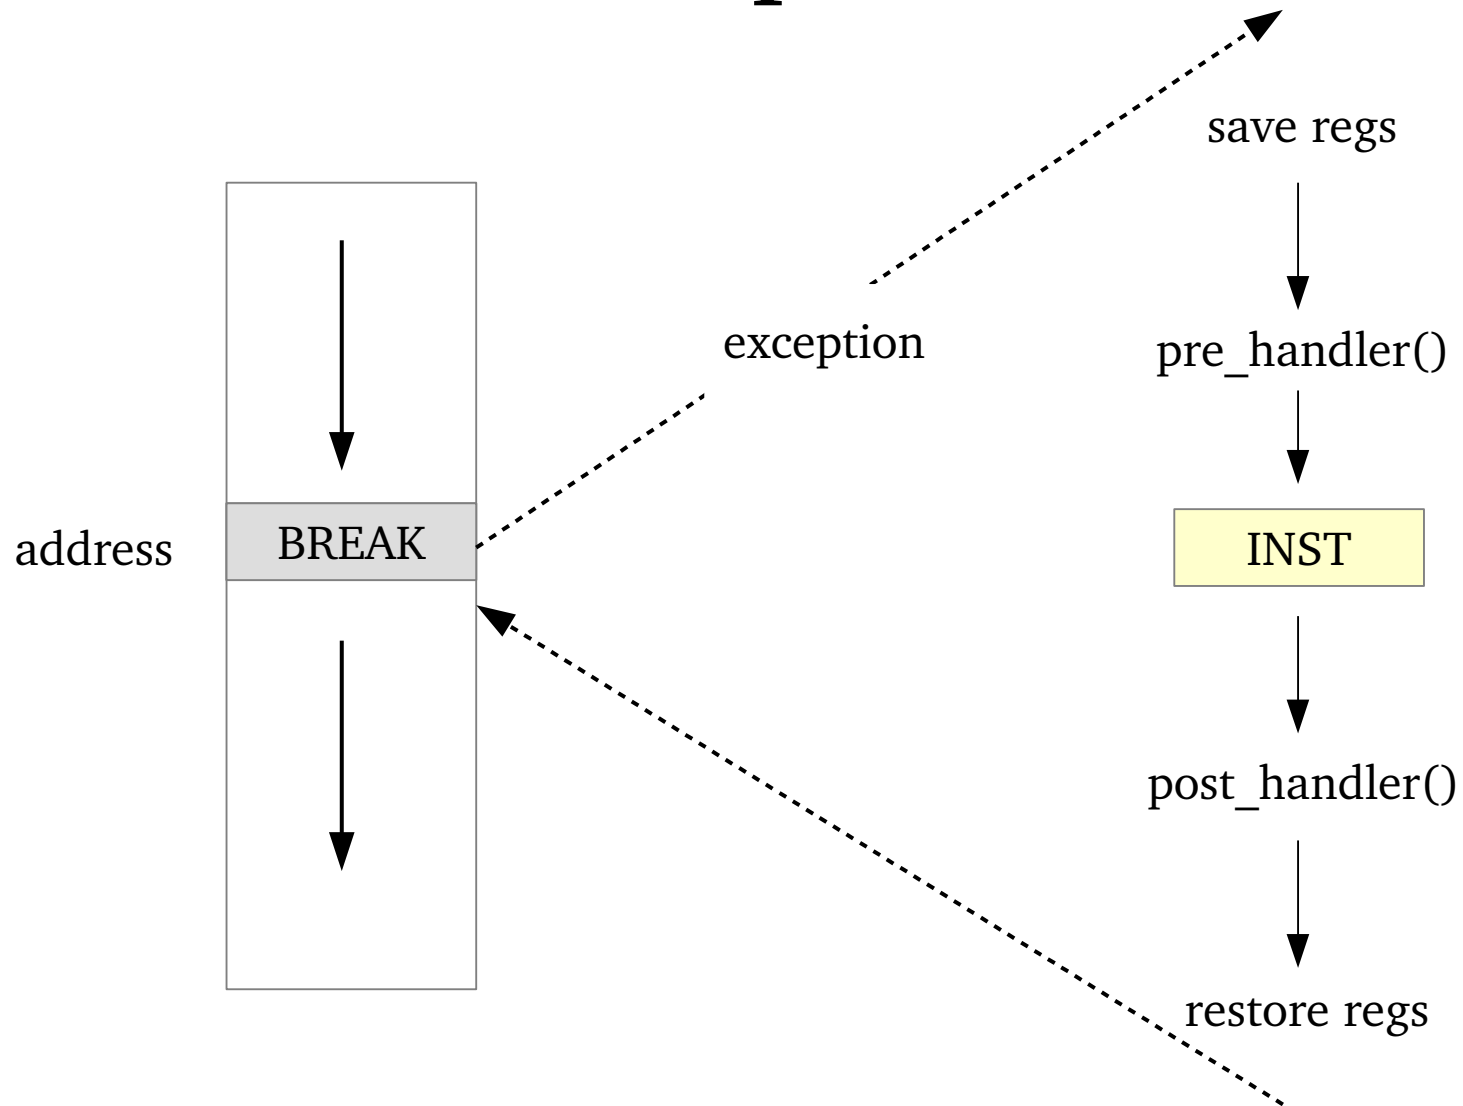 save regs
exception
pre_handler()
address
BREAK
INST
post_handler()
restore regs